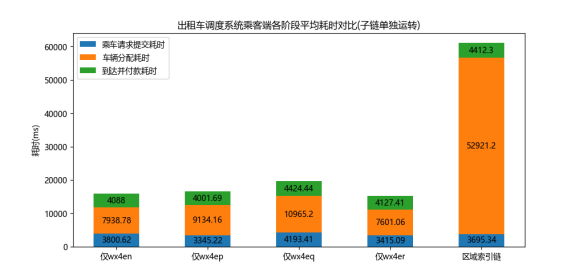 出租车调度系统乘客端各阶段平均耗时对比(子链单独运转)
乘车请求提交耗时
车辆分配耗时
到达并付款耗时
耗时(ms)
60000
50000
40000
30000
20000
10000
0
4088
7938.78
3800.62
4001.69
9134.16
3345.22
4424.44
10965.2
4193.41
4127.41
7601.06
3415.09
4412.3
52921.2
3695.34
仅wx4en
仅wx4ep
仅wx4eq
仅wx4er
区域索引链